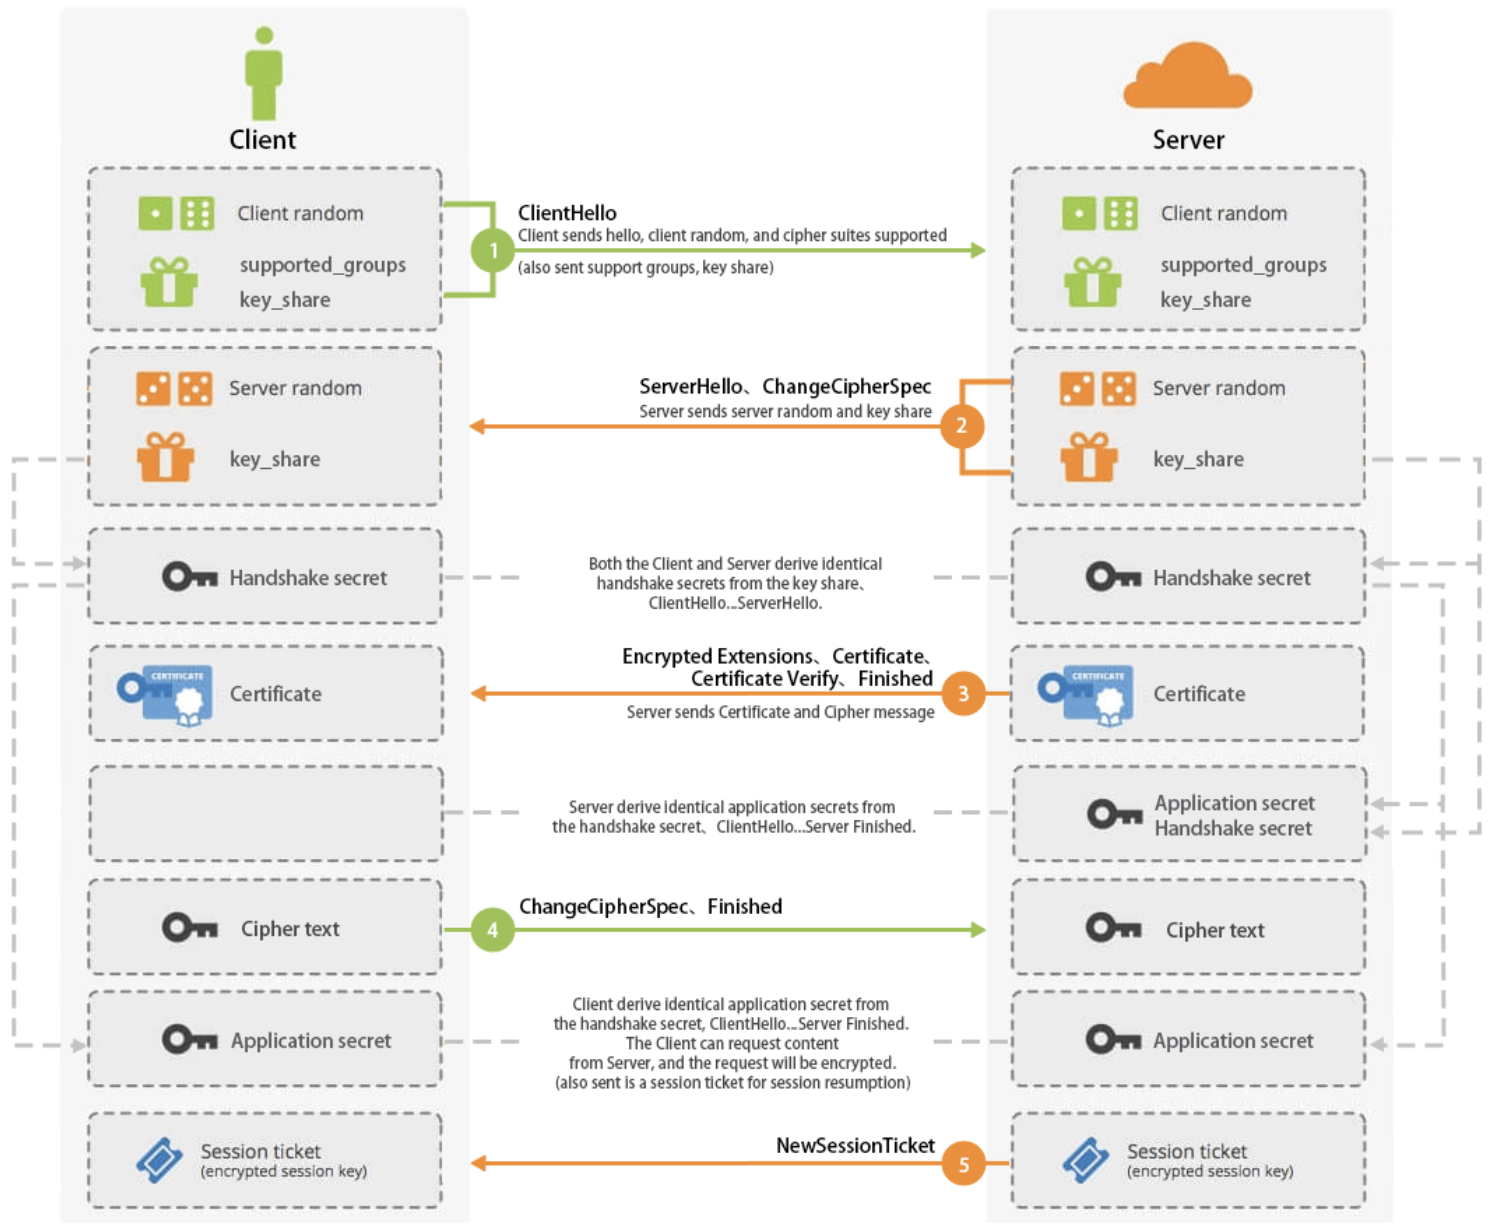 Client
Server
Client random
supported_groups
key_share
1
ClientHello
Client sends hello, client random, and cipher suites supported
(also sent support groups, key share)
Client random
supported_groups
key_share
Server random
key_share
ServerHello、ChangeCipherSpec
Server sends server random and key share
2
Server random
key_share
Handshake secret
Both the Client and Server derive identical
handshake secrets from the key share、
ClientHello...ServerHello.
Handshake secret
CERTIFICATE
Certificate
Encrypted Extensions、Certificate、
Certificate Verify、Finished
Server sends Certificate and Cipher message
3
CERTIFICATE
Certificate
Server derive identical application secrets from
the handshake secret、ClientHello...Server Finished.
Application secret
Handshake secret
Cipher text
4
ChangeCipherSpec、Finished
Cipher text
Application secret
Client derive identical application secret from
the handshake secret, ClientHello...Server Finished.
The Client can request content
from Server, and the request will be encrypted.
(also sent is a session ticket for session resumption)
Application secret
Session ticket
(encrypted session key)
NewSessionTicket
5
Session ticket
(encrypted session key)